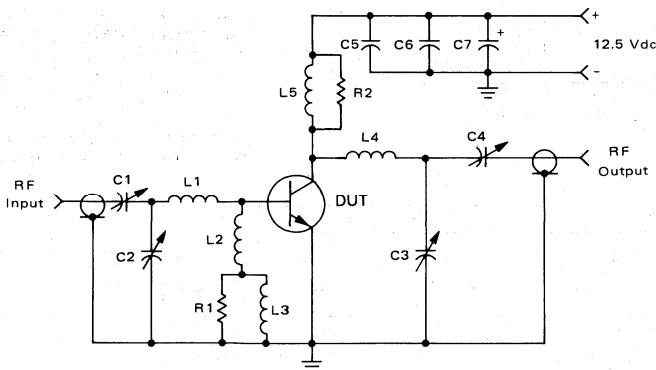 +
C5 C6 C7 +
12.5 Vdc
-
L5 R2
L4 C4
RF
Output
C1 L1
RF
Input
DUT
L2
C2 C3
R1 L3